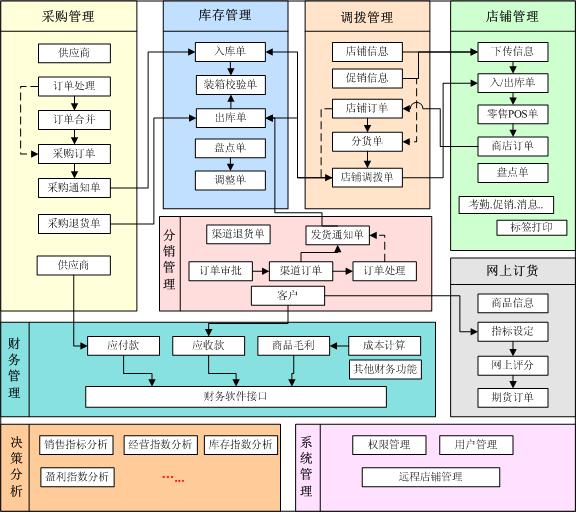 采购管理
供应商
订单处理
订单合并
采购订单
采购通知单
采购退货单
供应商
库存管理
入库单
装箱校验单
出库单
盘点单
调整单
调拨管理
店铺信息
促销信息
店铺订单
分货单
店铺调拨单
店铺管理
下传信息
入/出库单
零售POS单
商店订单
盘点单
考勤,促销,消息..
标签打印
分销管理
渠道退货单
发货通知单
订单审批
渠道订单
订单处理
客户
网上订货
商品信息
指标设定
网上评分
期货订单
财务管理
应付款
应收款
商品毛利
成本计算
其他财务功能
财务软件接口
决策分析
销售指标分析
经营指数分析
库存指数分析
盈利指数分析
…...
系统管理
权限管理
用户管理
远程店铺管理